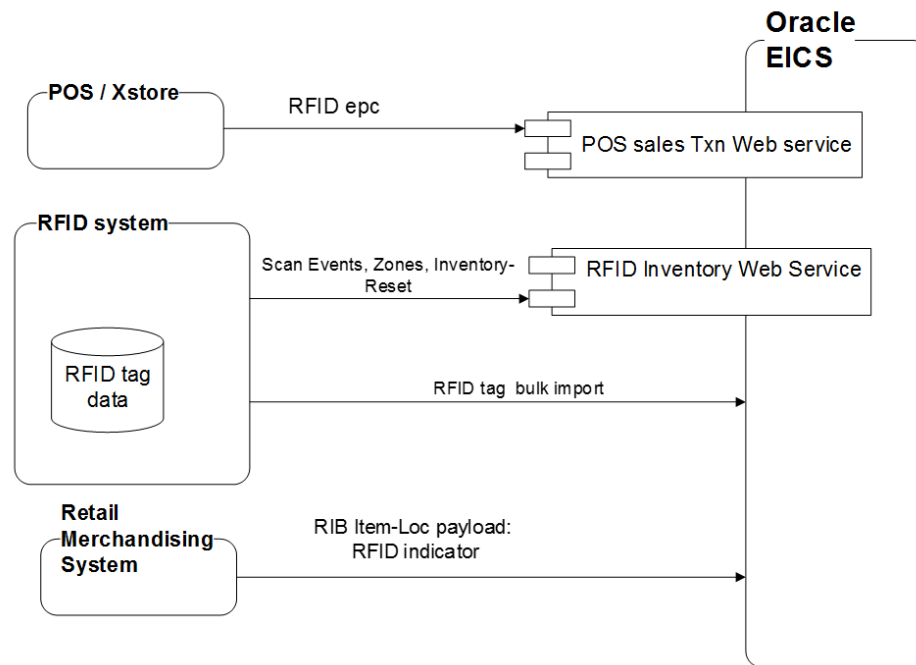 Oracle
EICS
POS / Xstore
RFID epc
POS sales Txn Web service
RFID system
Scan Events, Zones, Inventory-
Reset
RFID Inventory Web Service
RFID tag
data
RFID tag bulk import
Retail
Merchandising
System
RIB Item-Loc payload:
RFID indicator